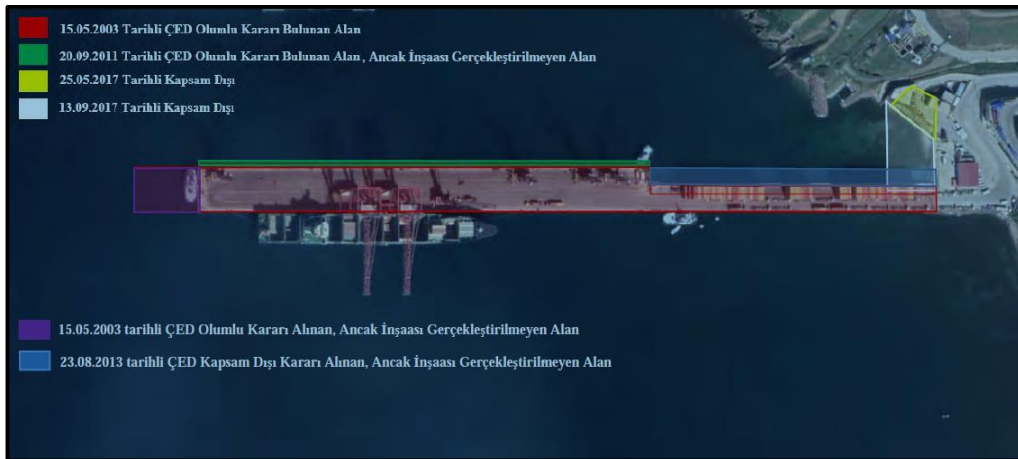 15.05.2003 Tarihli ÇED Olumlu Kararı Bulunan Alan
20.09.2011 Tarihli ÇED Olumlu Kararı Bulunan Alan, Ancak İnşaası Gerçekleştirilmeyen Alan
25.05.2017 Tarihli Kapsam Dışı
13.09.2017 Tarihli Kapsam Dışı
15.05.2003 tarihli ÇED Olumlu Kararı Alınan, Ancak İnşaası Gerçekleştirilmeyen Alan
23.08.2013 tarihli ÇED Kapsam Dışı Kararı Alınan, Ancak İnşaası Gerçekleştirilmeyen Alan